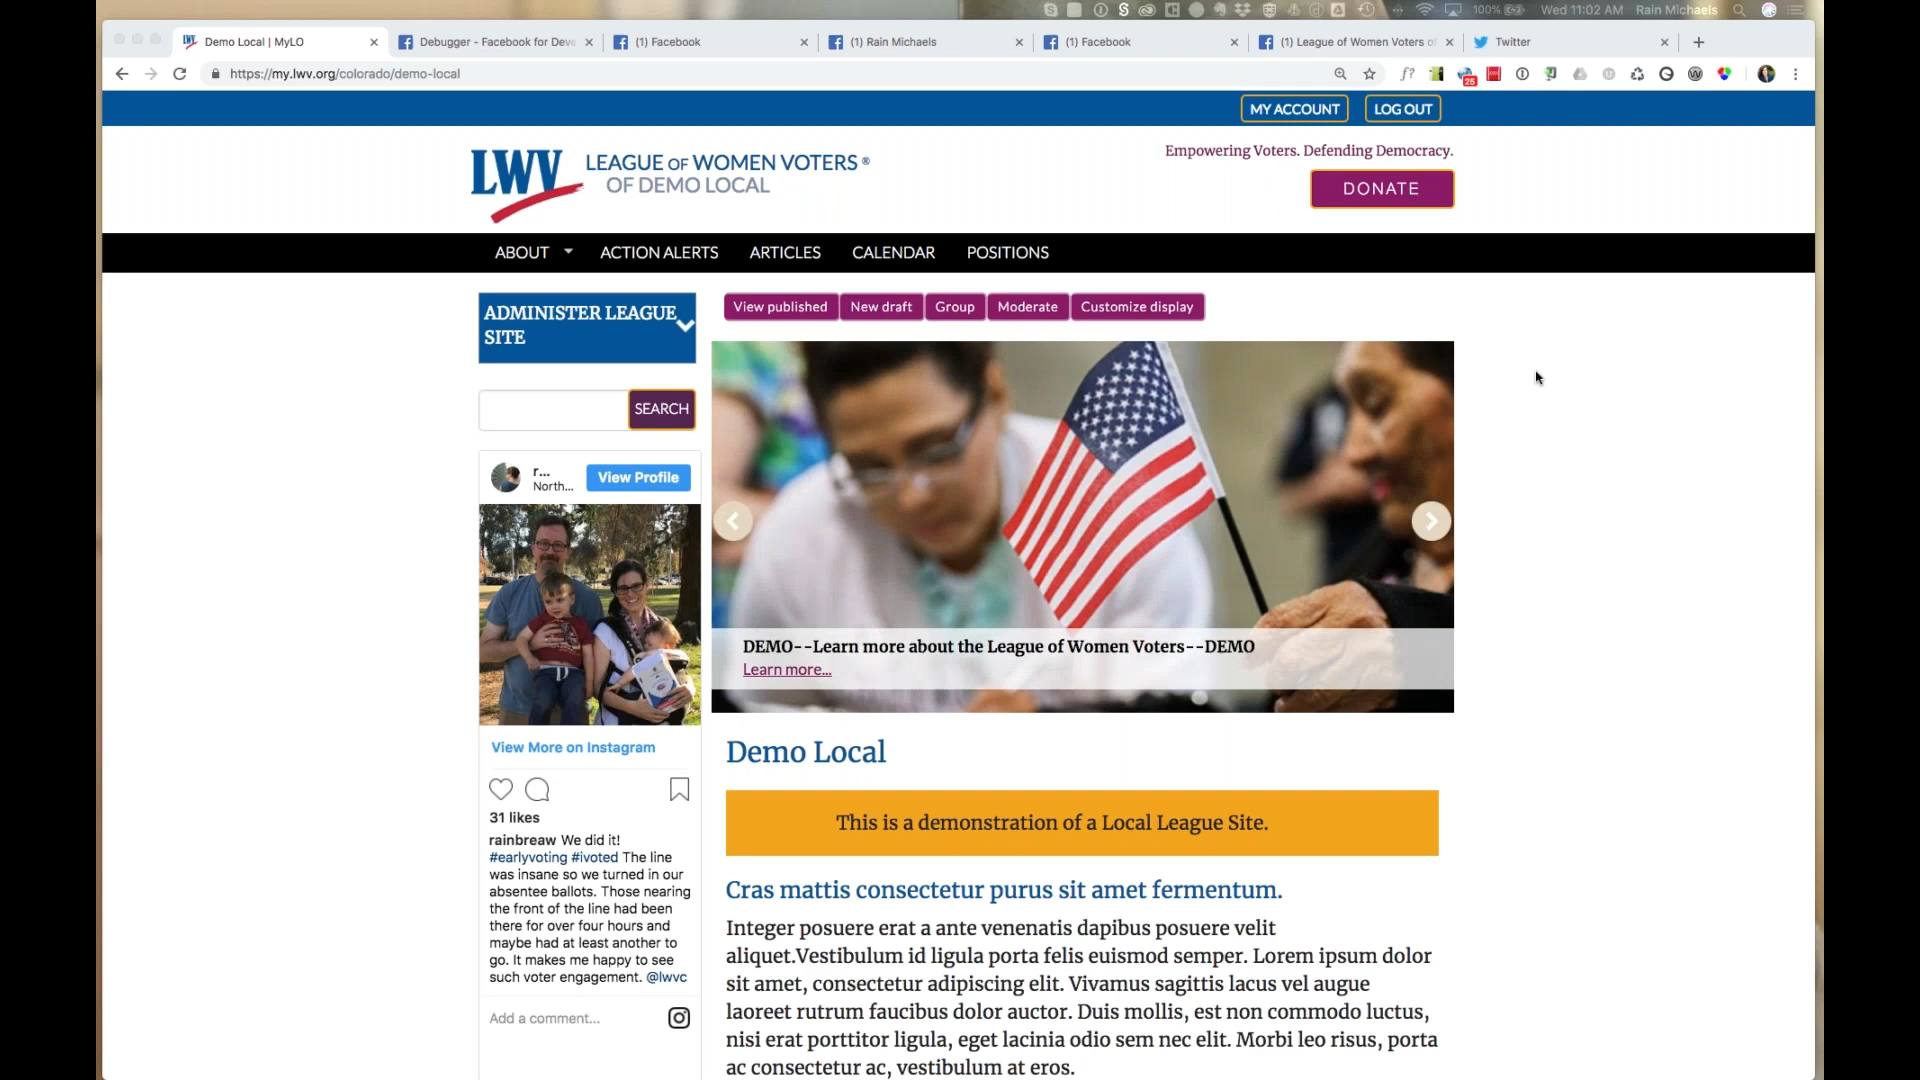 100%
Wed 11:02 AM
Rain Michaels
Demo Local | MyLO
Debugger - Facebook for Deve
(1) Facebook
(1) Rain Michaels
(1) Facebook
(1) League of Women Voters of
Twitter
https://my.lwv.org/colorado/demo-local
25
MY ACCOUNT
LOG OUT
LWV
LEAGUE OF WOMEN VOTERS ®
OF DEMO LOCAL
Empowering Voters. Defending Democracy.
DONATE
ABOUT
ACTION ALERTS
ARTICLES
CALENDAR
POSITIONS
ADMINISTER LEAGUE
SITE
View published
New draft
Group
Moderate
Customize display
SEARCH
r...
North...
View Profile
DEMO--Learn more about the League of Women Voters--DEMO
Learn more...
View More on Instagram
31 likes
rainbreaw We did it!
#earlyvoting #ivoted The line
was insane so we turned in our
absentee ballots. Those nearing
the front of the line had been
there for over four hours and
maybe had at least another to
go. It makes me happy to see
such voter engagement. @lwvc
Add a comment...
Demo Local
This is a demonstration of a Local League Site.
Cras mattis consectetur purus sit amet fermentum.
Integer posuere erat a ante venenatis dapibus posuere velit
aliquet.Vestibulum id ligula porta felis euismod semper. Lorem ipsum dolor
sit amet, consectetur adipiscing elit. Vivamus sagittis lacus vel augue
laoreet rutrum faucibus dolor auctor. Duis mollis, est non commodo luctus,
nisi erat porttitor ligula, eget lacinia odio sem nec elit. Morbi leo risus, porta
ac consectetur ac, vestibulum at eros.